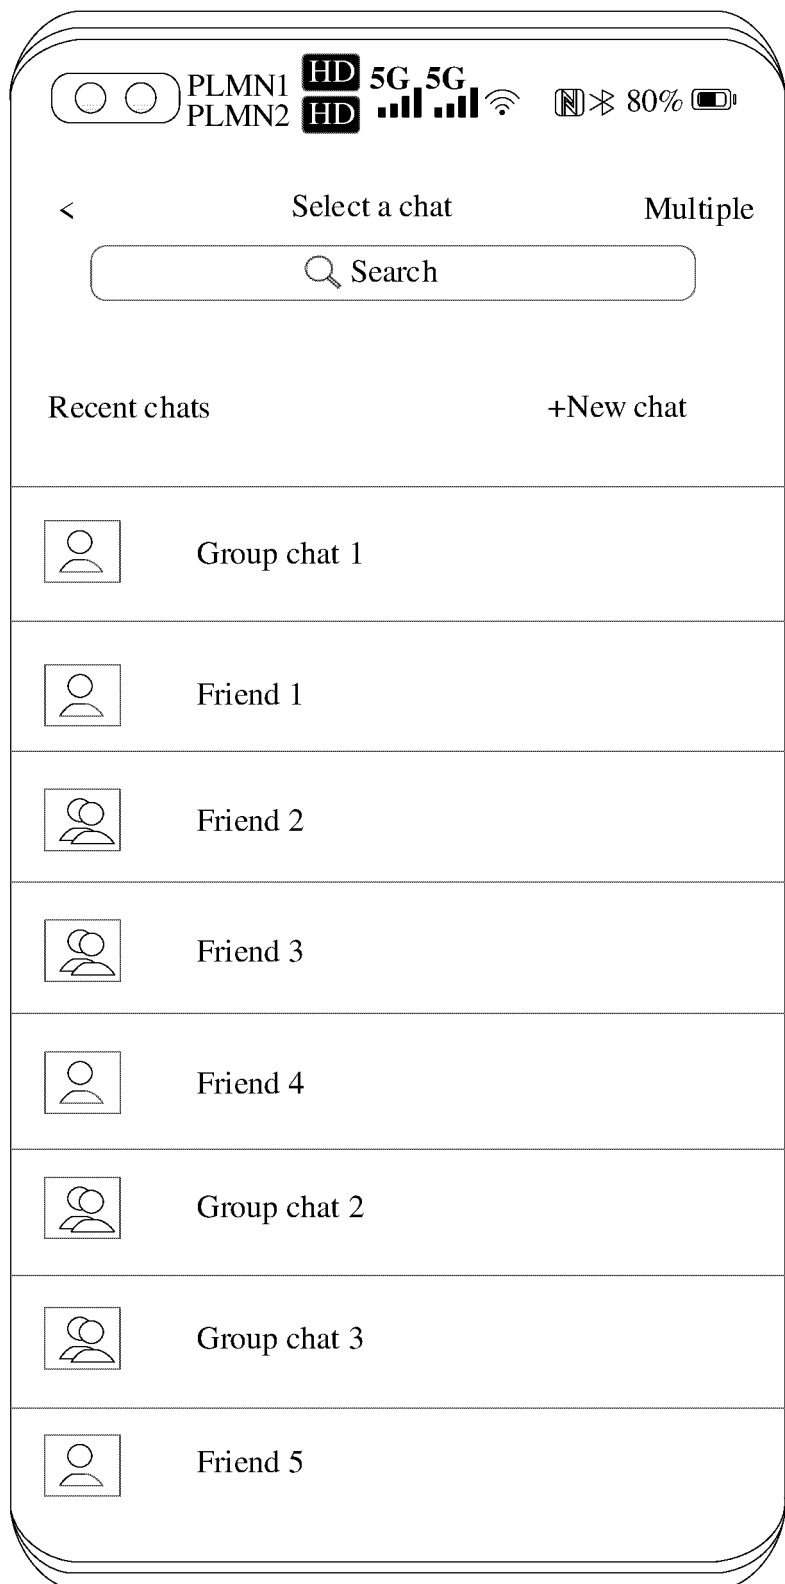 PLMN1 HD 5G 5G
PLMN2 HD 80%
< Select a chat Multiple
Search
Recent chats +New chat
Group chat 1
Friend 1
Friend 2
Friend 3
Friend 4
Group chat 2
Group chat 3
Friend 5